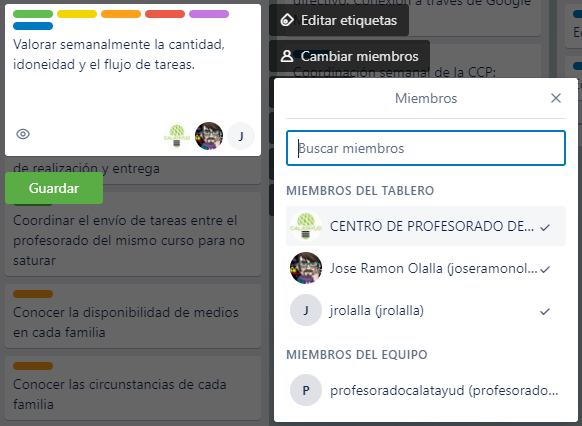 directivo: Conexión a través de Google
Editar etiquetas
Valorar semanalmente la cantidad,
idoneidad y el flujo de tareas.
Cambiar miembros
Coordinación semanal de la CCP:
Miembros
J
Buscar miembros
de realización y entrega
Guardar
MIEMBROS DEL TABLERO
Coordinar el envío de tareas entre el
profesorado del mismo curso para no
saturar
CALATAYUD
CENTRO DE PROFESORADO DE...
Jose Ramon Olalla (joseramonol...
J
jrolalla (jrolalla)
Conocer la disponibilidad de medios
en cada familia
MIEMBROS DEL EQUIPO
Conocer las circunstancias de cada
familia
P
profesoradocalatayud (profesorado...